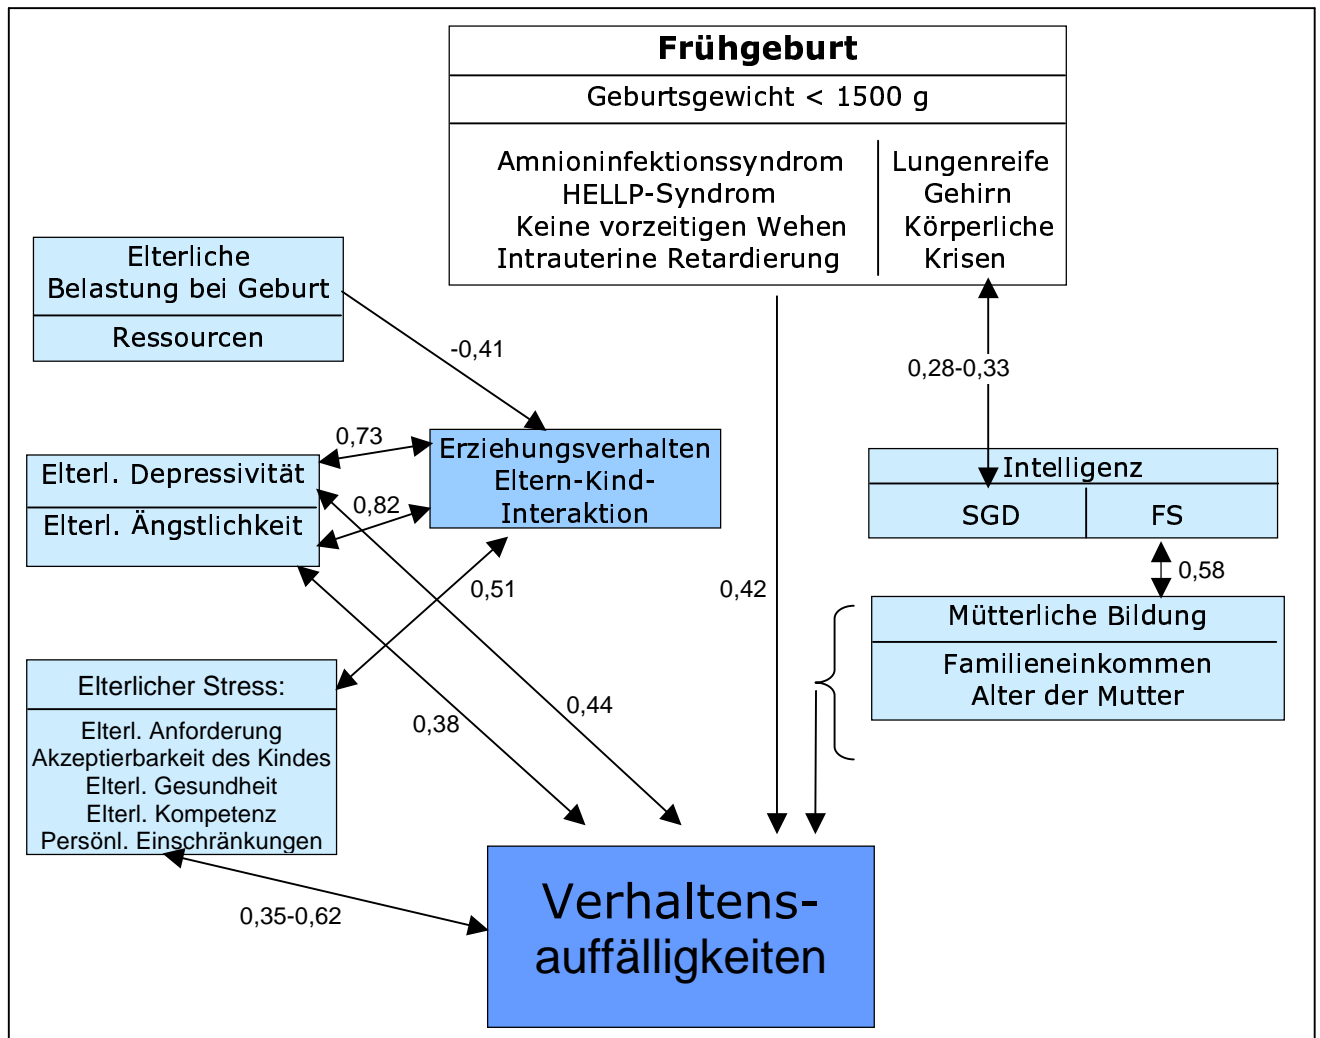 Frühgeburt
Geburtsgewicht < 1500 g
Amnioninfektionssyndrom
HELLP-Syndrom
Keine vorzeitigen Wehen
Intrauterine Retardierung
Lungenreife
Gehirn
Körperliche
Krisen
Elterliche
Belastung bei Geburt
Ressourcen
-0,41
0,28-0,33
0,73
Erziehungsverhalten
Eltern-Kind-
Interaktion
Elterl. Depressivität
Elterl. Ängstlichkeit
0,82
Intelligenz
SGD
FS
0,51
0,42
0,58
Mütterliche Bildung
Familieneinkommen
Alter der Mutter
Elterlicher Stress:
Elterl. Anforderung
Akzeptierbarkeit des Kindes
Elterl. Gesundheit
Elterl. Kompetenz
Persönl. Einschränkungen
0,38
0,44
0,35-0,62
Verhaltens-
auffälligkeiten